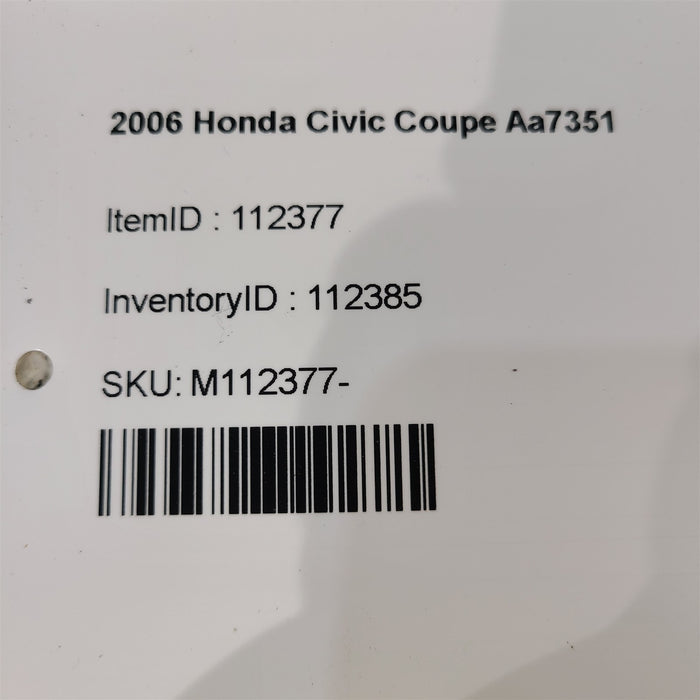 2006 Honda Civic Coupe Aa7351
ItemID : 112377
InventoryID : 112385
SKU: M112377-